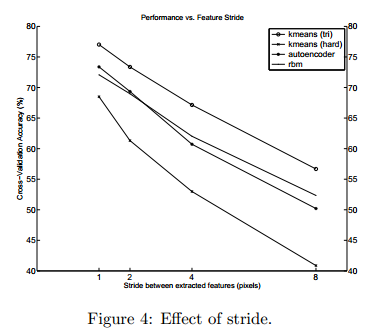 Performance vs. Feature Stride
kmeans (tri)
kmeans (hard)
autoencoder
rbm
80 80
75 75
70 70
65 65
60 60
55 55
50 50
45 45
40 40
Cross-Validation Accuracy (%)
1 2 4 8
Stride between extracted features (pixels)
Figure 4: Effect of stride.